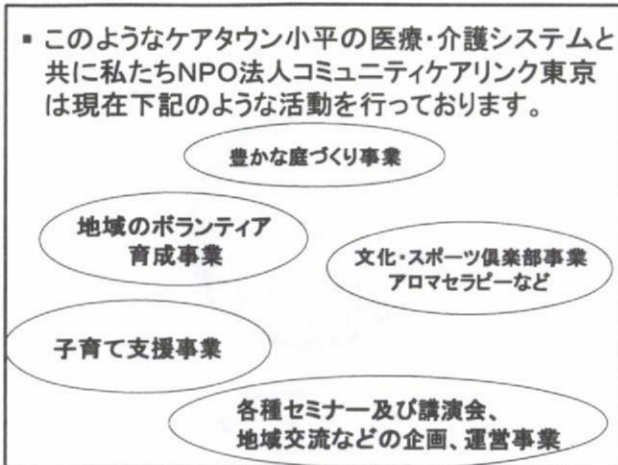 ▪ このようなケアタウン小平の医療・介護システムと
共に私たちNPO法人コミュニティケアリンク東京
は現在下記のような活動を行っております。
豊かな庭づくり事業
地域のボランティア
育成事業
文化・スポーツ倶楽部事業
アロマセラピーなど
子育て支援事業
各種セミナー及び講演会、
地域交流などの企画、運営事業